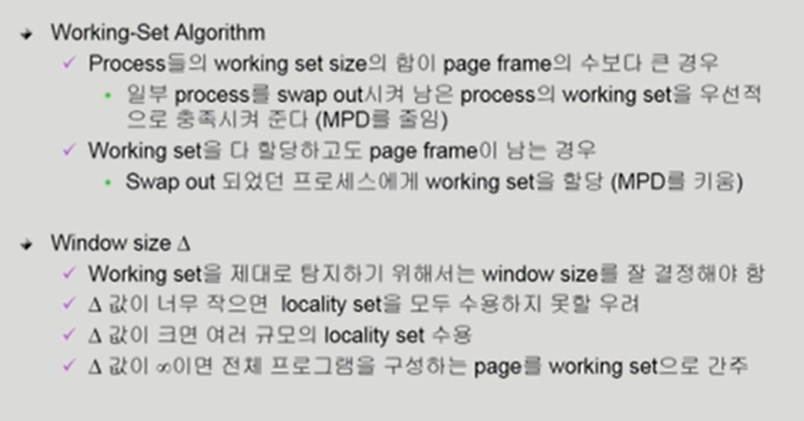 Working-Set Algorithm
Process들의 working set size의 합이 page frame의 수보다 큰 경우
일부 process를 swap out시켜 남은 process의 working set을 우선적
으로 충족시켜 준다 (MPD를 줄임)
Working set을 다 할당하고도 page frame이 남는 경우
Swap out 되었던 프로세스에게 working set을 할당 (MPD를 키움)
Window size Δ
Working set을 제대로 탐지하기 위해서는 window size를 잘 결정해야 함
Δ 값이 너무 작으면 locality set을 모두 수용하지 못할 우려
Δ 값이 크면 여러 규모의 locality set 수용
Δ 값이 ∞이면 전체 프로그램을 구성하는 page를 working set으로 간주